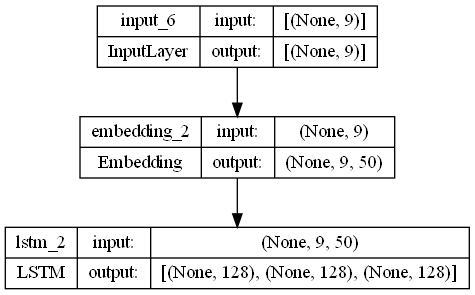 input_6 input: [(None, 9)]
InputLayer output: [(None, 9)]
embedding_2 input: (None, 9)
Embedding output: (None, 9, 50)
lstm_2 input: (None, 9, 50)
LSTM output: [(None, 128), (None, 128), (None, 128)]